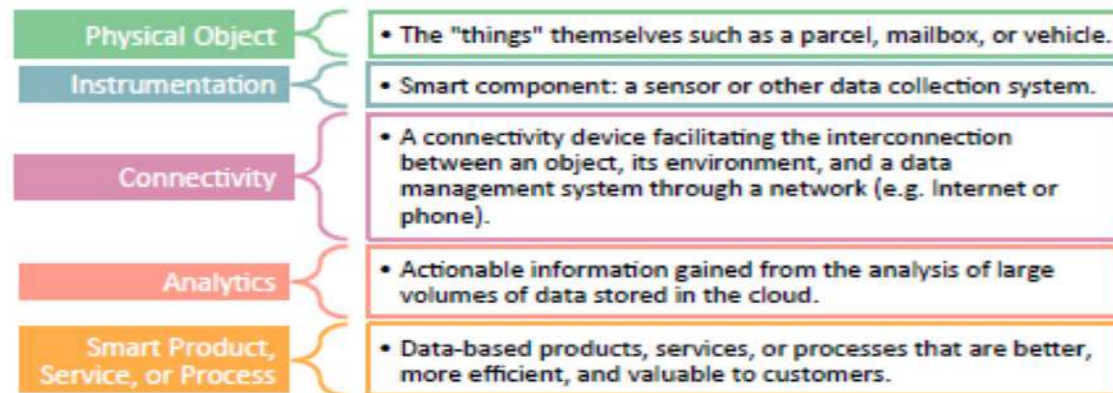 Physical Object
• The "things" themselves such as a parcel, mailbox, or vehicle.
Instrumentation
• Smart component: a sensor or other data collection system.
Connectivity
• A connectivity device facilitating the interconnection
between an object, its environment, and a data
management system through a network (e.g. Internet or
phone).
Analytics
• Actionable information gained from the analysis of large
volumes of data stored in the cloud.
Smart Product,
Service, or Process
• Data-based products, services, or processes that are better,
more efficient, and valuable to customers.